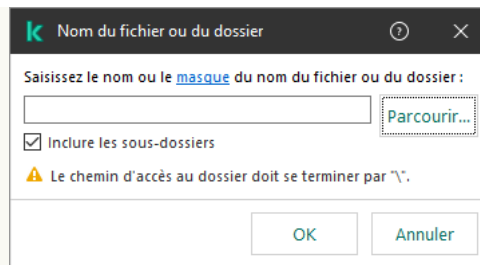 Nom du fichier ou du dossier
Saisissez le nom ou le masque du nom du fichier ou du dossier :
Parcourir...
Inclure les sous-dossiers
Le chemin d'accès au dossier doit se terminer par "\".
OK Annuler